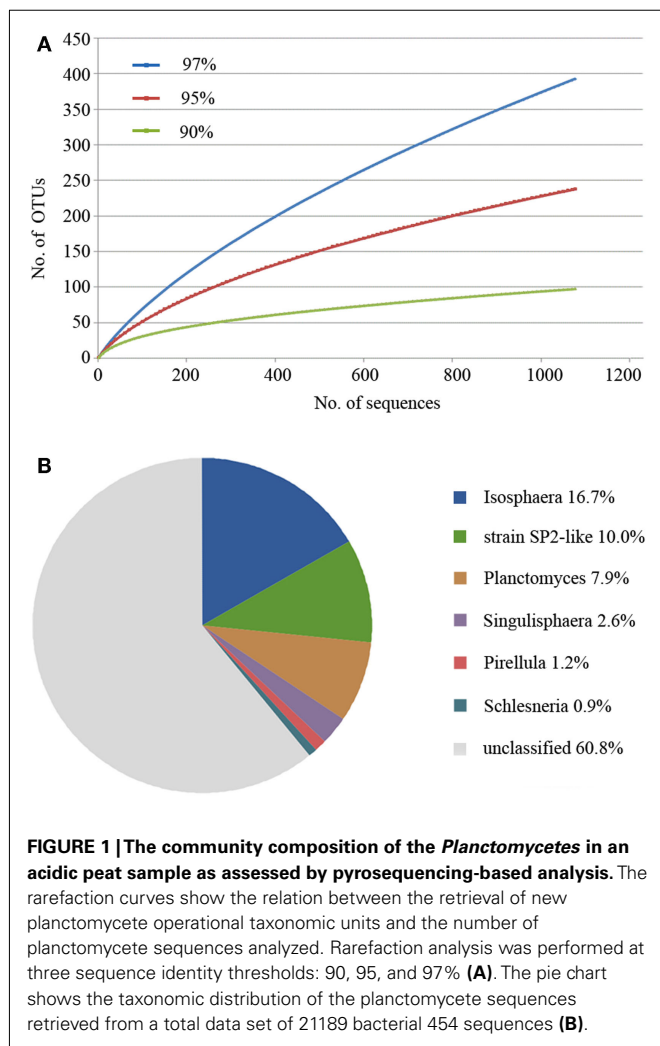 A
450
400
350
300
250
200
150
100
50
0
97%
95%
90%
No. of OTUs
0 200 400 600 800 1000 1200
No. of sequences
B
Isosphaera 16.7%
strain SP2-like 10.0%
Planctomyces 7.9%
Singulisphaera 2.6%
Pirellula 1.2%
Schlesneria 0.9%
unclassified 60.8%
FIGURE 1 | The community composition of the Planctomycetes in an
acidic peat sample as assessed by pyrosequencing-based analysis. The
rarefaction curves show the relation between the retrieval of new
planctomycete operational taxonomic units and the number of
planctomycete sequences analyzed. Rarefaction analysis was performed at
three sequence identity thresholds: 90, 95, and 97% (A). The pie chart
shows the taxonomic distribution of the planctomycete sequences
retrieved from a total data set of 21189 bacterial 454 sequences (B).